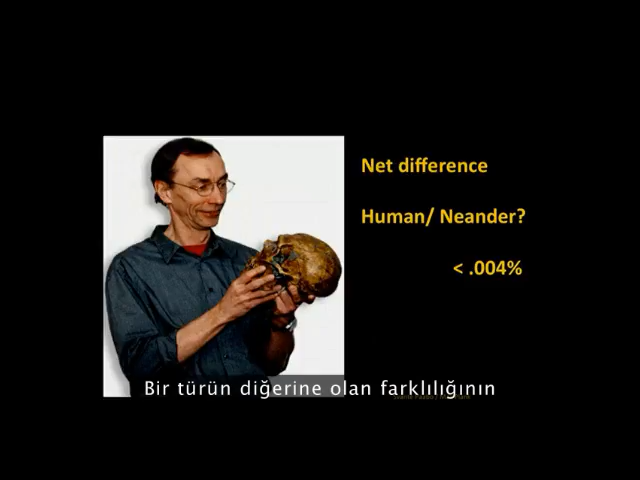 Net difference
Human/ Neander?
< .004%
Bir türün diğerine olan farklılığının